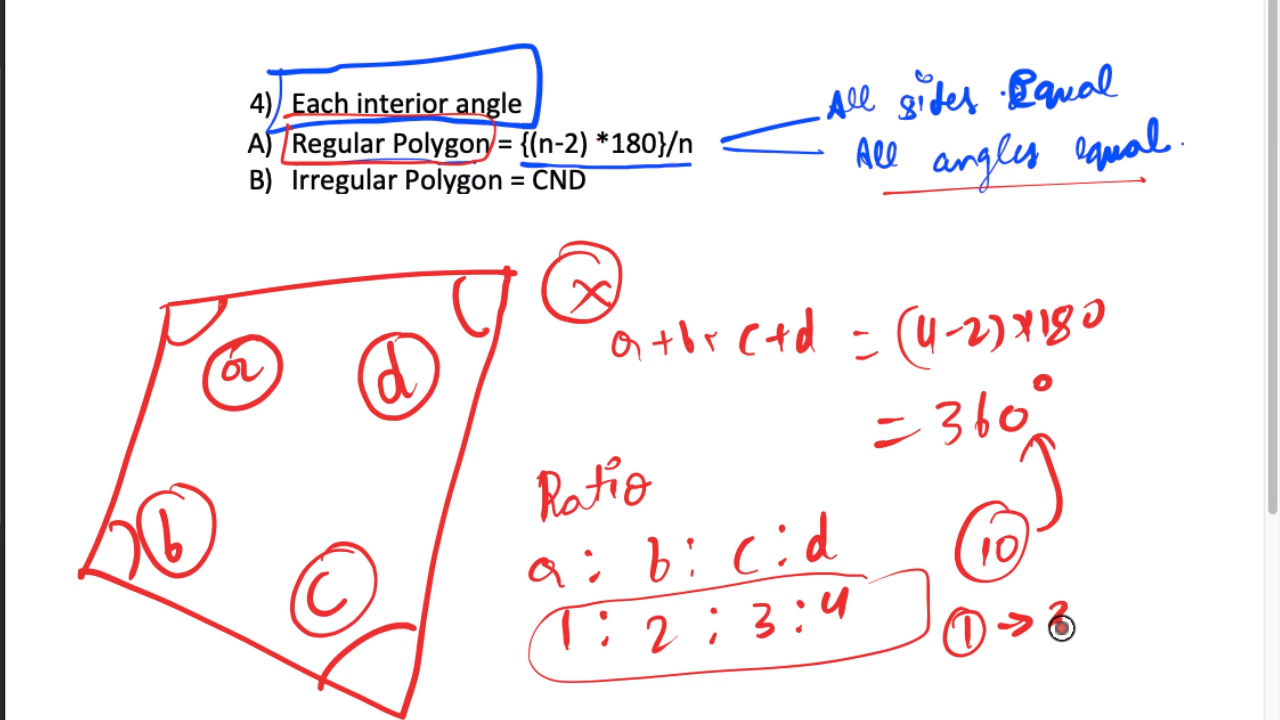 4) Each interior angle
A) Regular Polygon = {(n-2) *180}/n
B) Irregular Polygon = CND
All sides Equal
All angles equal.
x
a
d
b
c
a+b+c+d = (4-2)*180
= 360°
Ratio
a : b : c : d
1 : 2 : 3 : 4
10
1 →